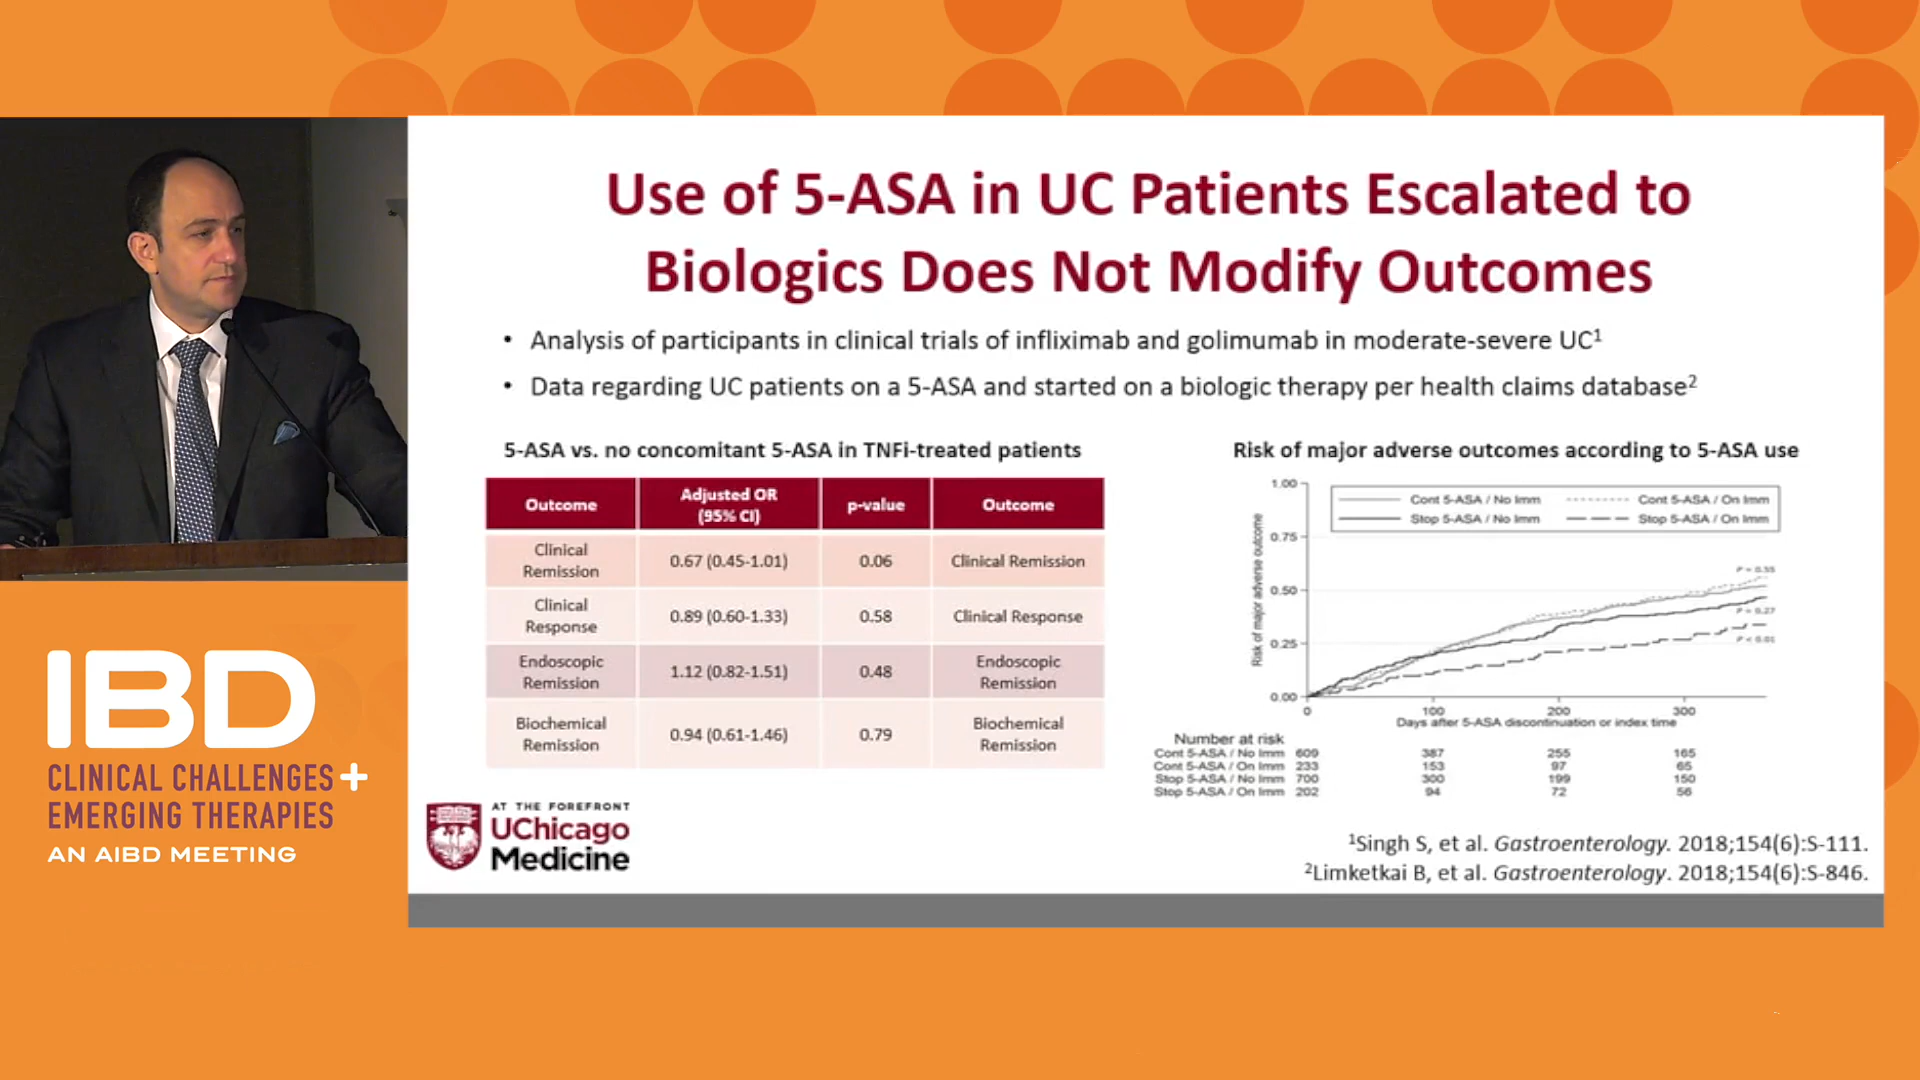 Use of 5-ASA in UC Patients Escalated to
Biologics Does Not Modify Outcomes
• Analysis of participants in clinical trials of infliximab and golimumab in moderate-severe UC1
• Data regarding UC patients on a 5-ASA and started on a biologic therapy per health claims database2
5-ASA vs. no concomitant 5-ASA in TNFi-treated patients
Outcome Adjusted OR (95% CI) p-value Outcome
Clinical Remission 0.67 (0.45-1.01) 0.06 Clinical Remission
Clinical Response 0.89 (0.60-1.33) 0.58 Clinical Response
Endoscopic Remission 1.12 (0.82-1.51) 0.48 Endoscopic Remission
Biochemical Remission 0.94 (0.61-1.46) 0.79 Biochemical Remission
Risk of major adverse outcomes according to 5-ASA use
Cont 5-ASA / No Imm Cont 5-ASA / On Imm
Stop 5-ASA / No Imm Stop 5-ASA / On Imm
Risk of major adverse outcome
1.00
0.75
0.50
0.25
0.00
P = 0.55
P = 0.27
P < 0.01
0 100 200 300
Days after 5-ASA discontinuation or index time
Number at risk
Cont 5-ASA / No Imm 609 387 255 165
Cont 5-ASA / On Imm 233 153 97 65
Stop 5-ASA / No Imm 700 300 199 150
Stop 5-ASA / On Imm 202 94 72 56
AT THE FOREFRONT
UChicago
Medicine
1Singh S, et al. Gastroenterology. 2018;154(6):S-111.
2Limketkai B, et al. Gastroenterology. 2018;154(6):S-846.
IBD
CLINICAL CHALLENGES +
EMERGING THERAPIES
AN AIBD MEETING